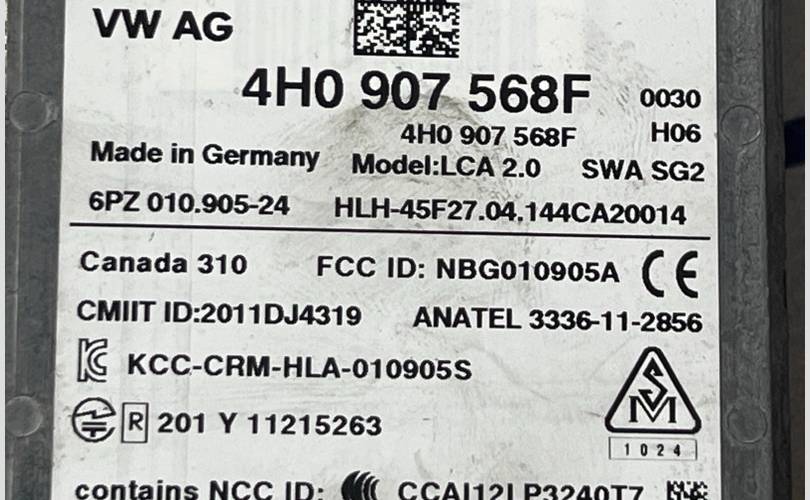 VW AG
4H0 907 568F 0030
4H0 907 568F H06
Made in Germany Model:LCA 2.0 SWA SG2
6PZ 010.905-24 HLH-45F27.04.144CA20014
Canada 310 FCC ID: NBG010905A CE
CMIIT ID:2011DJ4319 ANATEL 3336-11-2856
KCC-CRM-HLA-010905S
R 201 Y 11215263
1024
contains NCC ID: CCAI12LP3240T7